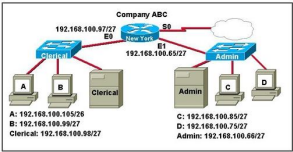 Company ABC
192.168.100.97/27
S0
E0
New York
E1
192.168.100.65/27
Clerical
Admin
A
B
Clerical
Admin
C
D
A: 192.168.100.105/26
B: 192.168.100.99/27
Clerical: 192.168.100.98/27
C: 192.168.100.85/27
D: 192.168.100.75/27
Admin: 192.168.100.66/27